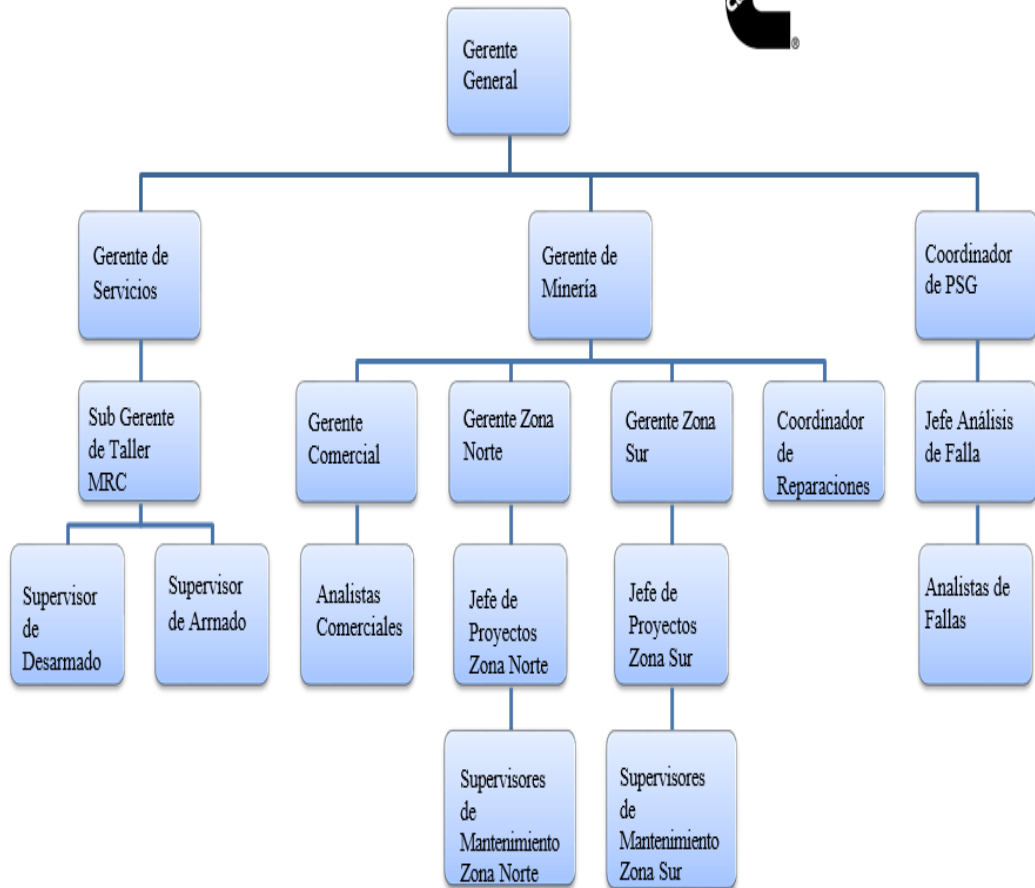 Gerente
General
Gerente de
Servicios
Gerente de
Minería
Coordinador
de PSG
Sub Gerente
de Taller
MRC
Gerente
Comercial
Gerente Zona
Norte
Gerente Zona
Sur
Coordinador
de
Reparaciones
Jefe Análisis
de Falla
Supervisor
de
Desarmado
Supervisor
de Armado
Analistas
Comerciales
Jefe de
Proyectos
Zona Norte
Jefe de
Proyectos
Zona Sur
Analistas de
Fallas
Supervisores
de
Mantenimiento
Zona Norte
Supervisores
de
Mantenimiento
Zona Sur